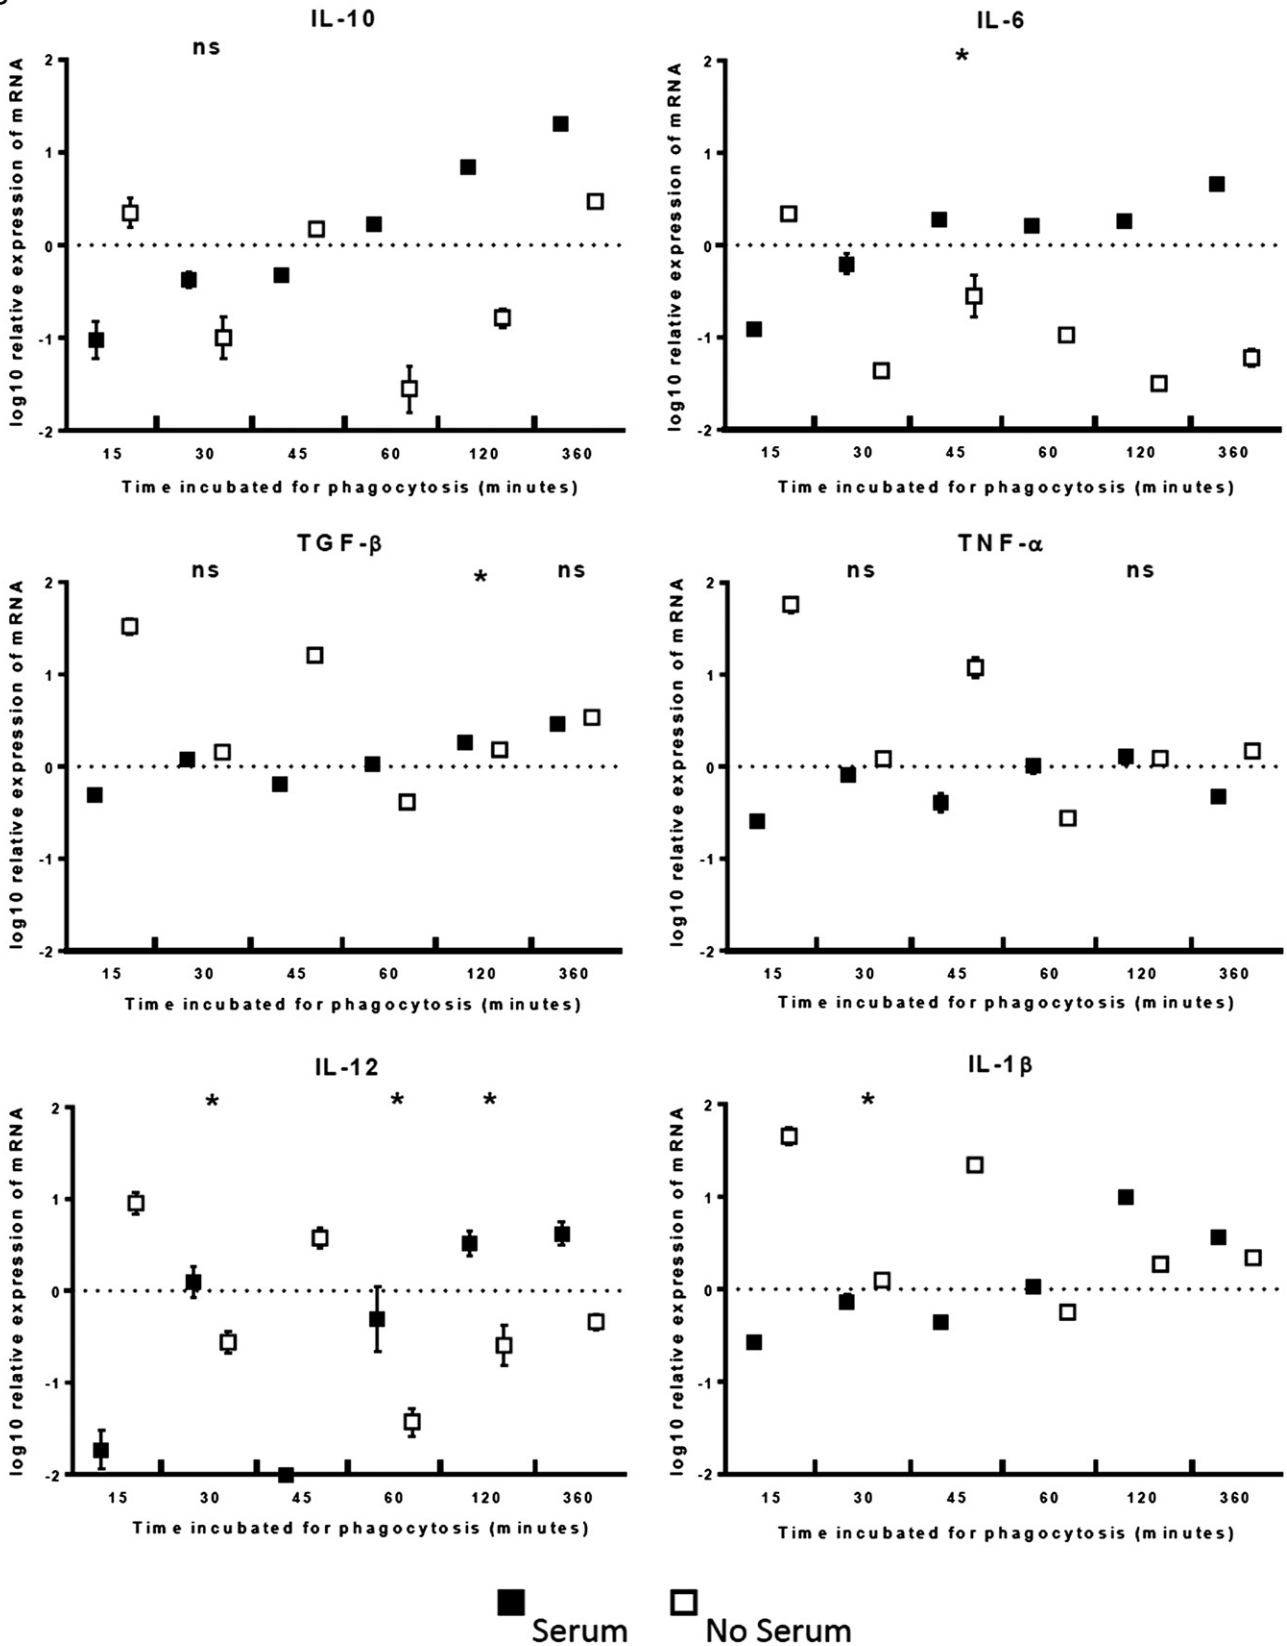 IL-10
ns
log10 relative expression of mRNA
2
1
0
-1
-2
15 30 45 60 120 360
Time incubated for phagocytosis (minutes)
IL-6
*
log10 relative expression of mRNA
2
1
0
-1
-2
15 30 45 60 120 360
Time incubated for phagocytosis (minutes)
TGF-β
ns * ns
log10 relative expression of mRNA
2
1
0
-1
-2
15 30 45 60 120 360
Time incubated for phagocytosis (minutes)
TNF-α
ns ns
log10 relative expression of mRNA
2
1
0
-1
-2
15 30 45 60 120 360
Time incubated for phagocytosis (minutes)
IL-12
* * *
log10 relative expression of mRNA
2
1
0
-1
-2
15 30 45 60 120 360
Time incubated for phagocytosis (minutes)
IL-1β
*
log10 relative expression of mRNA
2
1
0
-1
-2
15 30 45 60 120 360
Time incubated for phagocytosis (minutes)
Serum No Serum